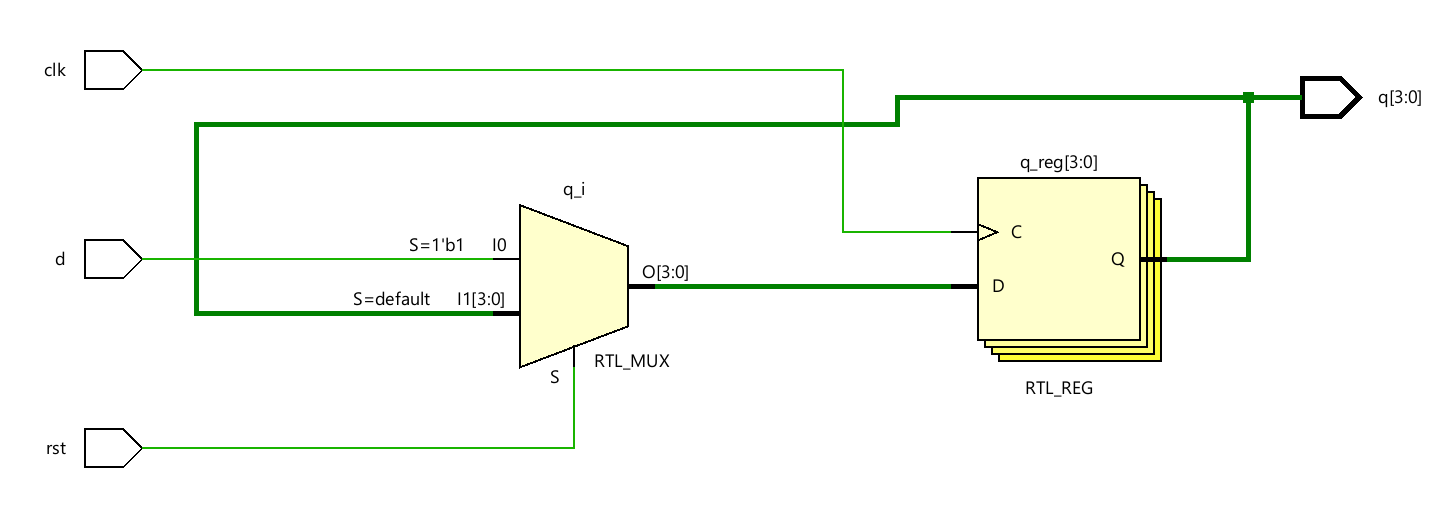 clk
q[3:0]
q_reg[3:0]
q_i
C
S=1'b1 I0
d
Q
O[3:0]
D
S=default I1[3:0]
RTL_MUX
S
RTL_REG
rst